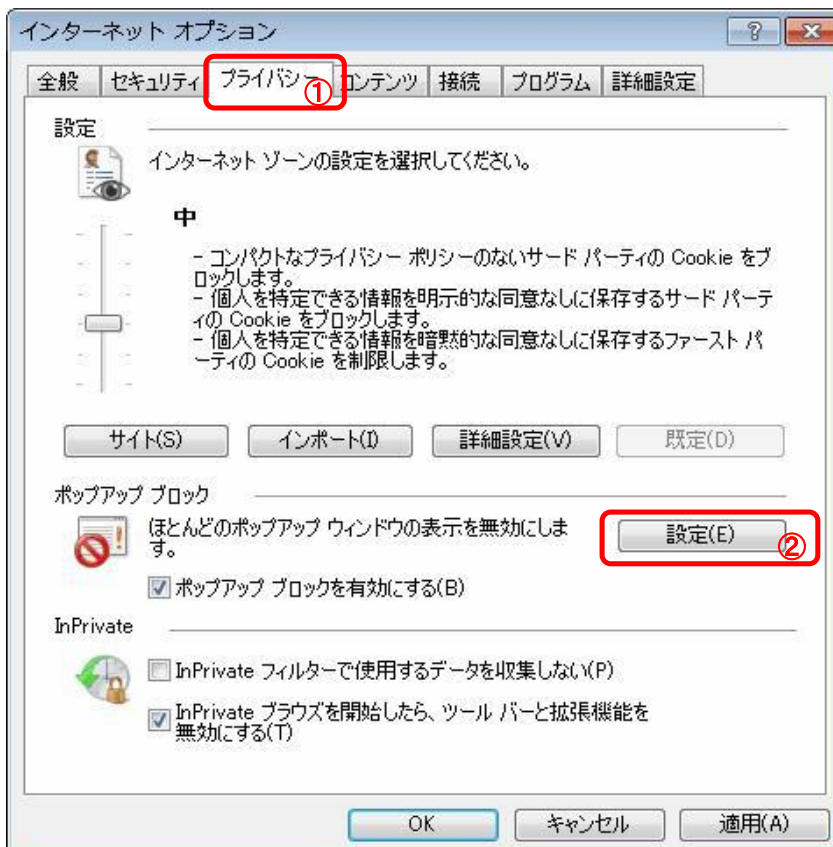 インターネット オプション
全般 セキュリティ プライバシー コンテンツ 接続 プログラム 詳細設定
①
設定
インターネット ゾーンの設定を選択してください。
中
- コンパクトなプライバシー ポリシーのないサード パーティの Cookie をブ
ロックします。
- 個人を特定できる情報を明示的な同意なしに保存するサード パーテ
ィの Cookie をブロックします。
- 個人を特定できる情報を暗黙的な同意なしに保存するファースト パ
ーティの Cookie を制限します。
サイト(S) インポート(I) 詳細設定(V) 既定(D)
ポップアップ ブロック
ほとんどのポップアップ ウィンドウの表示を無効にしま
す。
設定(E) ②
ポップアップ ブロックを有効にする(B)
InPrivate
InPrivate フィルターで使用するデータを収集しない(P)
InPrivate ブラウズを開始したら、ツール バーと拡張機能を
無効にする(T)
OK キャンセル 適用(A)